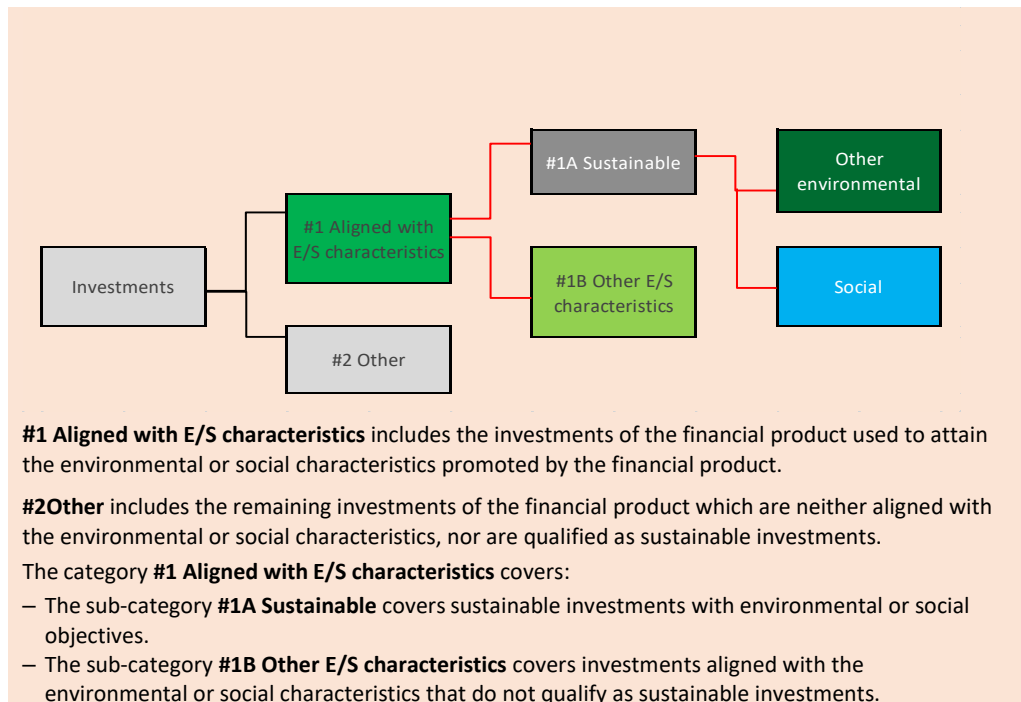 #1A Sustainable
Other
environmental
#1 Aligned with
E/S characteristics
Investments
#1B Other E/S
characteristics
Social
#2 Other
#1 Aligned with E/S characteristics includes the investments of the financial product used to attain
the environmental or social characteristics promoted by the financial product.
#2Other includes the remaining investments of the financial product which are neither aligned with
the environmental or social characteristics, nor are qualified as sustainable investments.
The category #1 Aligned with E/S characteristics covers:
– The sub-category #1A Sustainable covers sustainable investments with environmental or social
objectives.
– The sub-category #1B Other E/S characteristics covers investments aligned with the
environmental or social characteristics that do not qualify as sustainable investments.